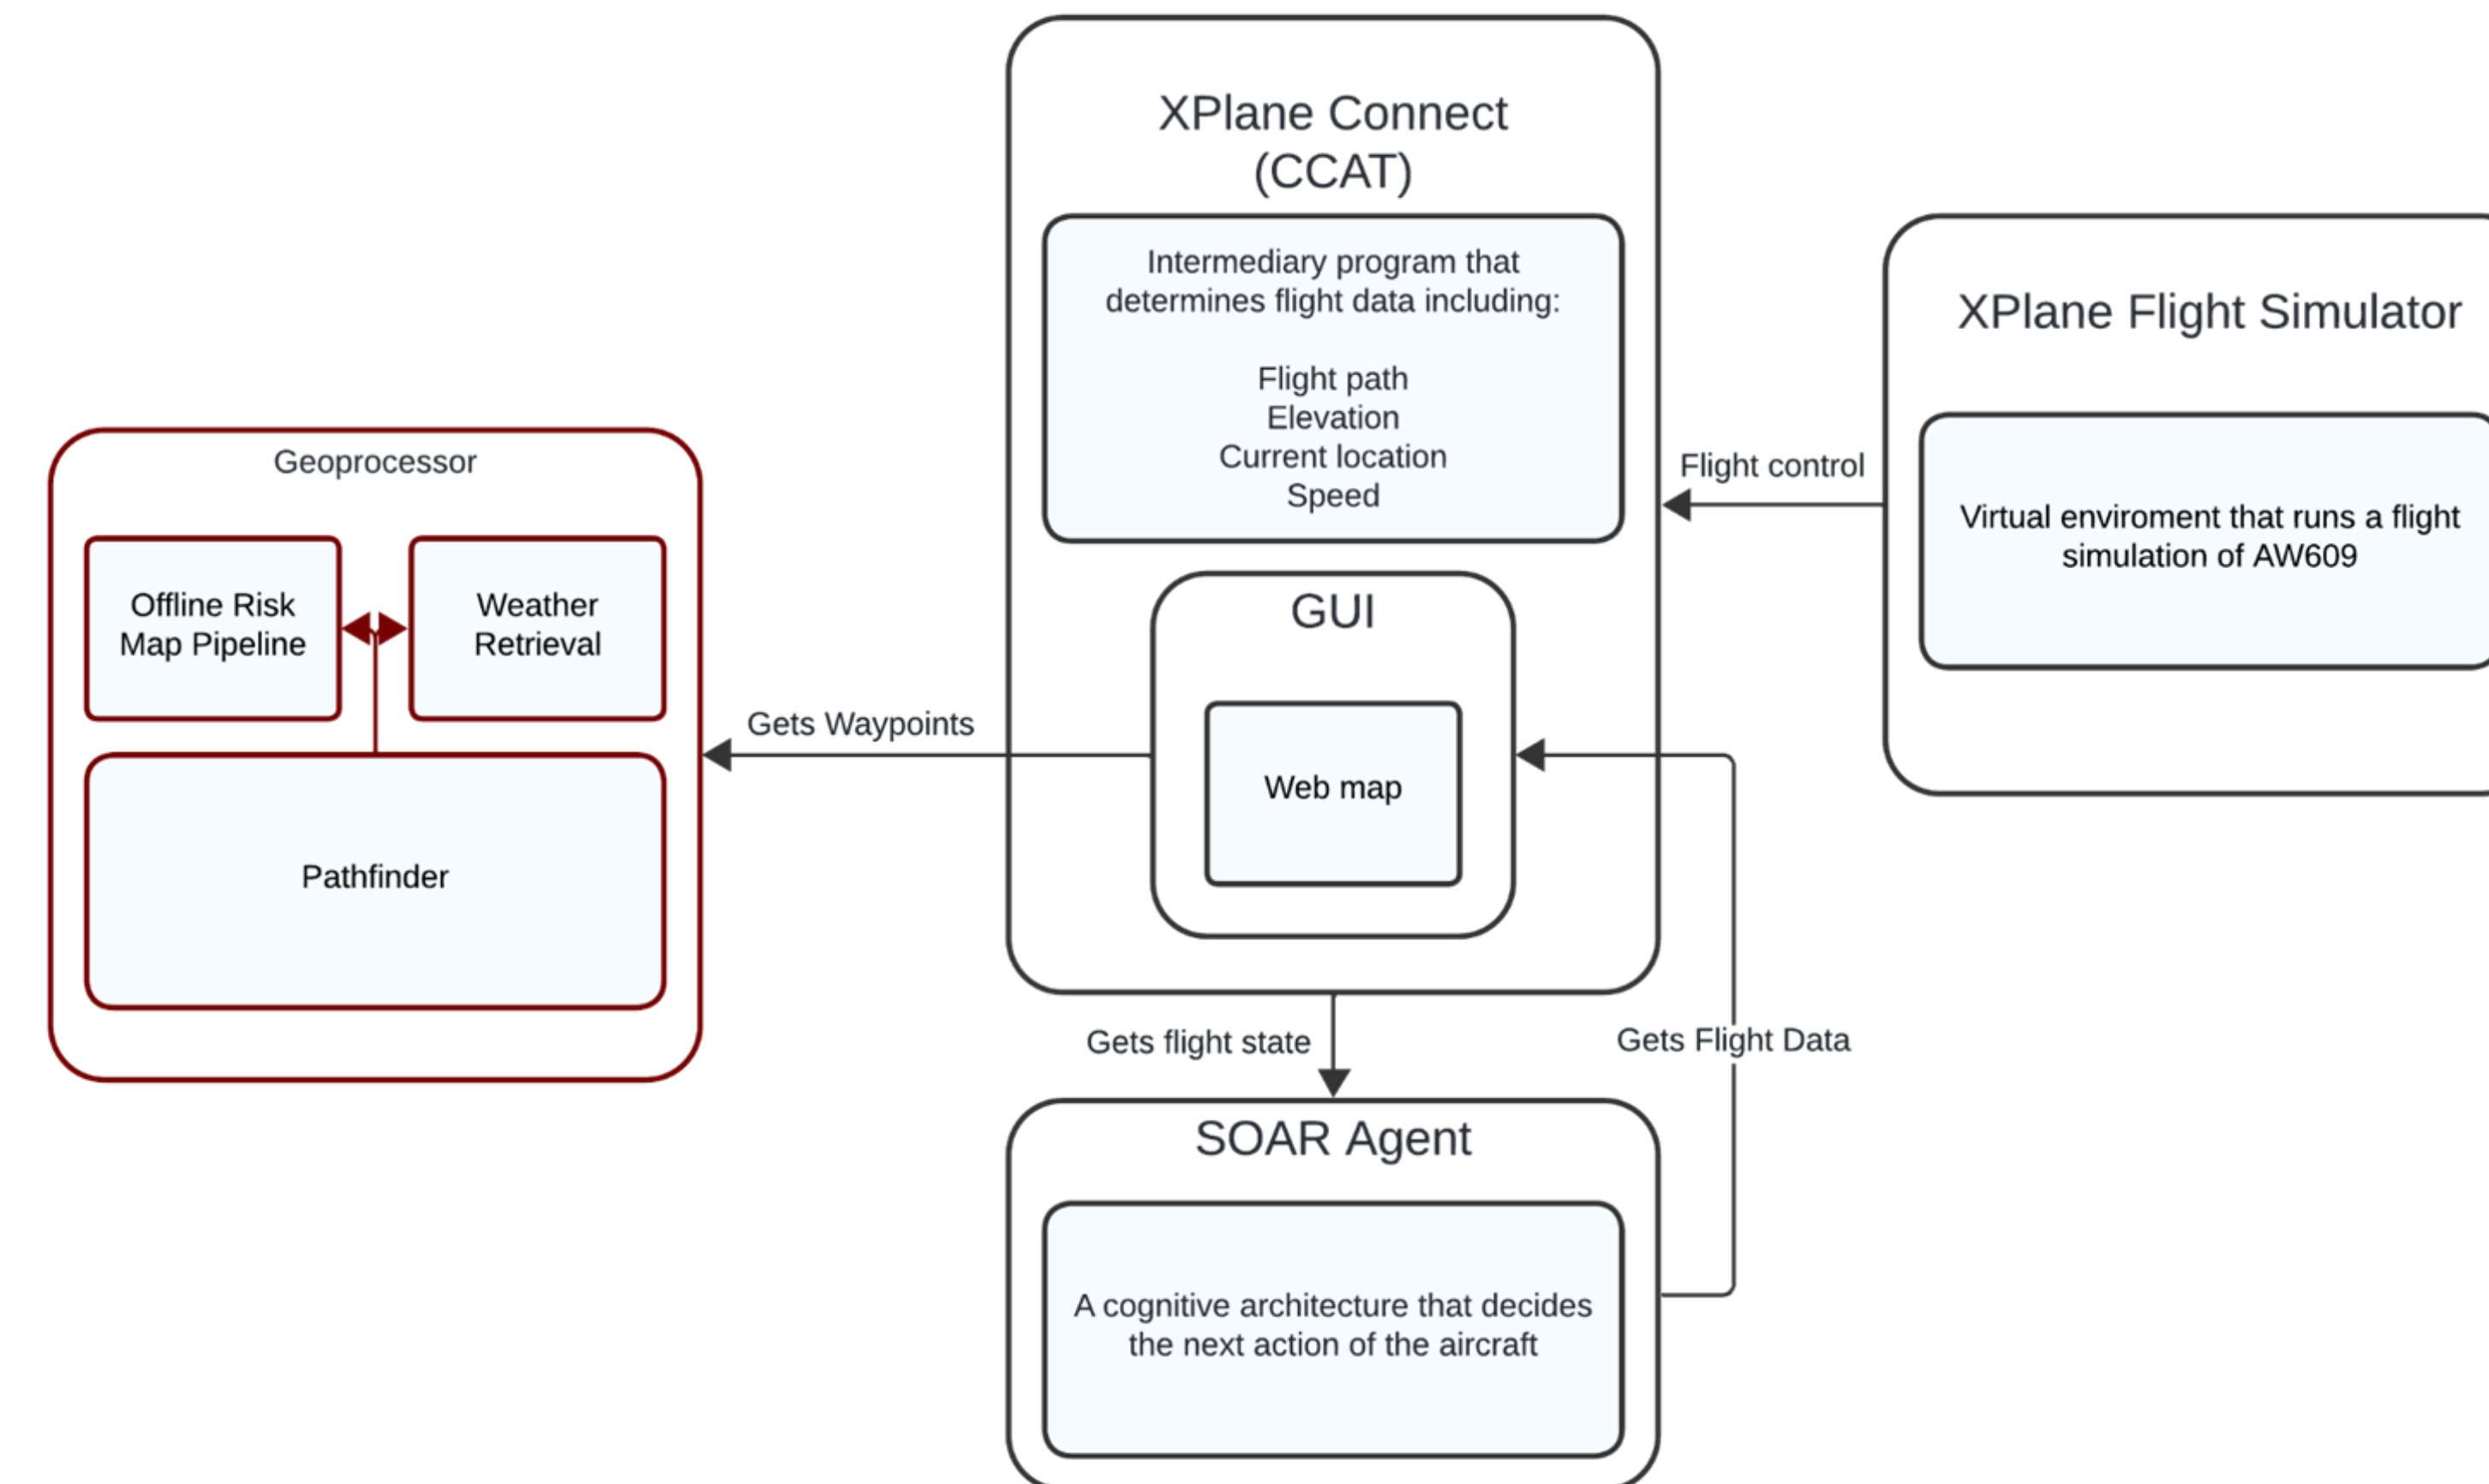 XPlane Connect
(CCAT)
Intermediary program that
determines flight data including:
Flight path
Elevation
Current location
Speed
GUI
Web map
XPlane Flight Simulator
Virtual enviroment that runs a flight
simulation of AW609
Flight control
Geoprocessor
Offline Risk
Map Pipeline
Weather
Retrieval
Pathfinder
Gets Waypoints
Gets flight state
Gets Flight Data
SOAR Agent
A cognitive architecture that decides
the next action of the aircraft